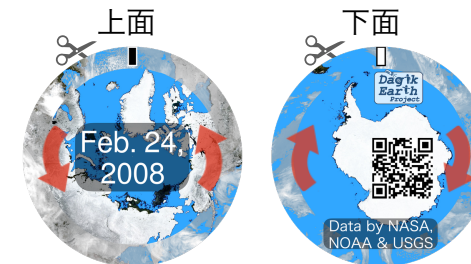 上面
下面
Feb. 24,
2008
Dagik
Earth
Project
Data by NASA,
NOAA & USGS